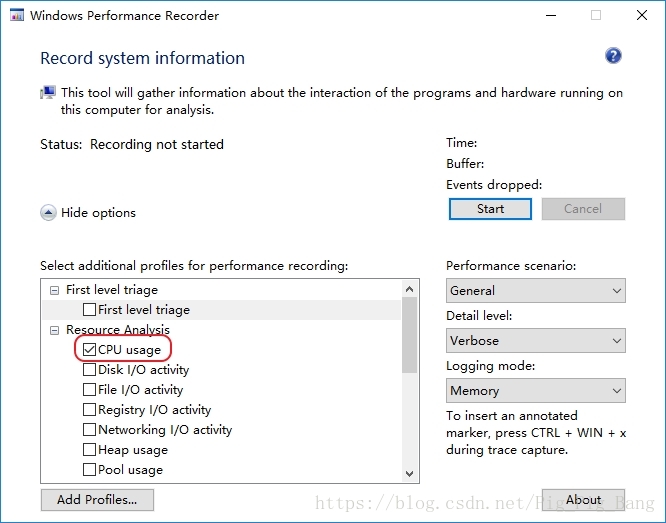 Windows Performance Recorder
Record system information
This tool will gather information about the interaction of the programs and hardware running on
this computer for analysis.
Status: Recording not started
Time:
Buffer:
Events dropped:
Hide options
Start
Cancel
Select additional profiles for performance recording:
First level triage
First level triage
Resource Analysis
CPU usage
Disk I/O activity
File I/O activity
Registry I/O activity
Networking I/O activity
Heap usage
Pool usage
Performance scenario:
General
Detail level:
Verbose
Logging mode:
Memory
To insert an annotated
marker, press CTRL + WIN + x
during trace capture.
Add Profiles...
About
https://blog.csdn.net/Pig_Pig_Bang